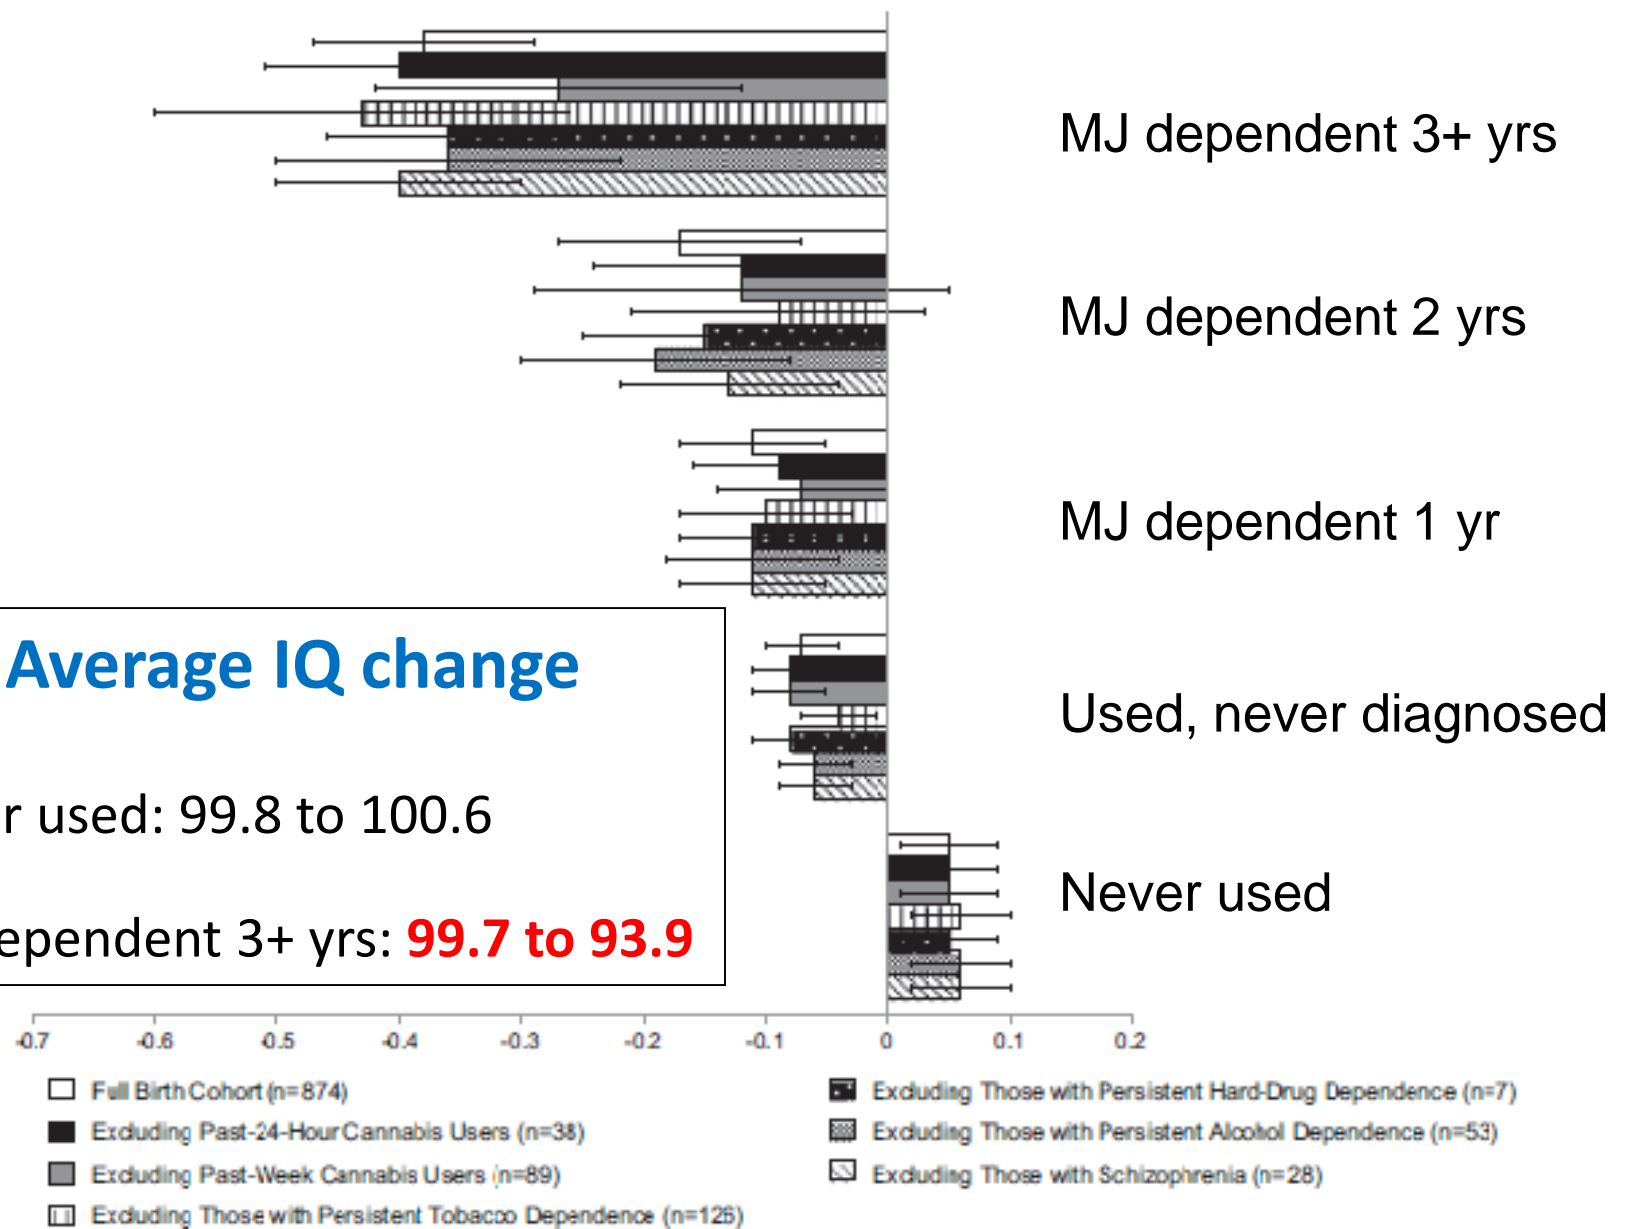 MJ dependent 3+ yrs
MJ dependent 2 yrs
MJ dependent 1 yr
Used, never diagnosed
Never used
Average IQ change
r used: 99.8 to 100.6
ependent 3+ yrs: 99.7 to 93.9
-0.7 -0.6 -0.5 -0.4 -0.3 -0.2 -0.1 0 0.1 0.2
Full Birth Cohort (n=874)
Excluding Past-24-Hour Cannabis Users (n=38)
Excluding Past-Week Cannabis Users (n=89)
Excluding Those with Persistent Tobacco Dependence (n=126)
Excluding Those with Persistent Hard-Drug Dependence (n=7)
Excluding Those with Persistent Alcohol Dependence (n=53)
Excluding Those with Schizophrenia (n=28)